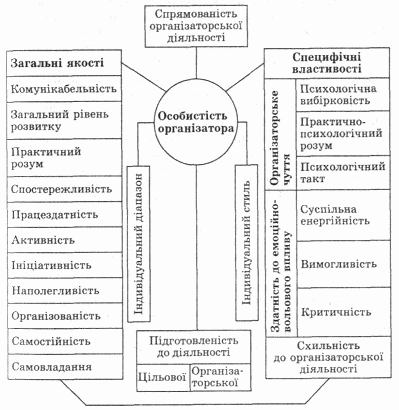 Спрямованість
організаторської
діяльності
Загальні якості
Комунікабельність
Загальний рівень
розвитку
Практичний
розум
Спостережливість
Працездатність
Активність
Ініціативність
Наполегливість
Організованість
Самостійність
Самовладання
Особистість
організатора
Індивідуальний діапазон
Індивідуальний стиль
Підготовленість
до діяльності
Цільової
Організа-
торської
Специфічні
властивості
Організаторське
чуття
Психологічна
вибірковість
Практично-
психологічний
розум
Психологічний
такт
Здатність до емоційно-
вольового впливу
Суспільна
енергійність
Вимогливість
Критичність
Схильність
до організаторської
діяльності